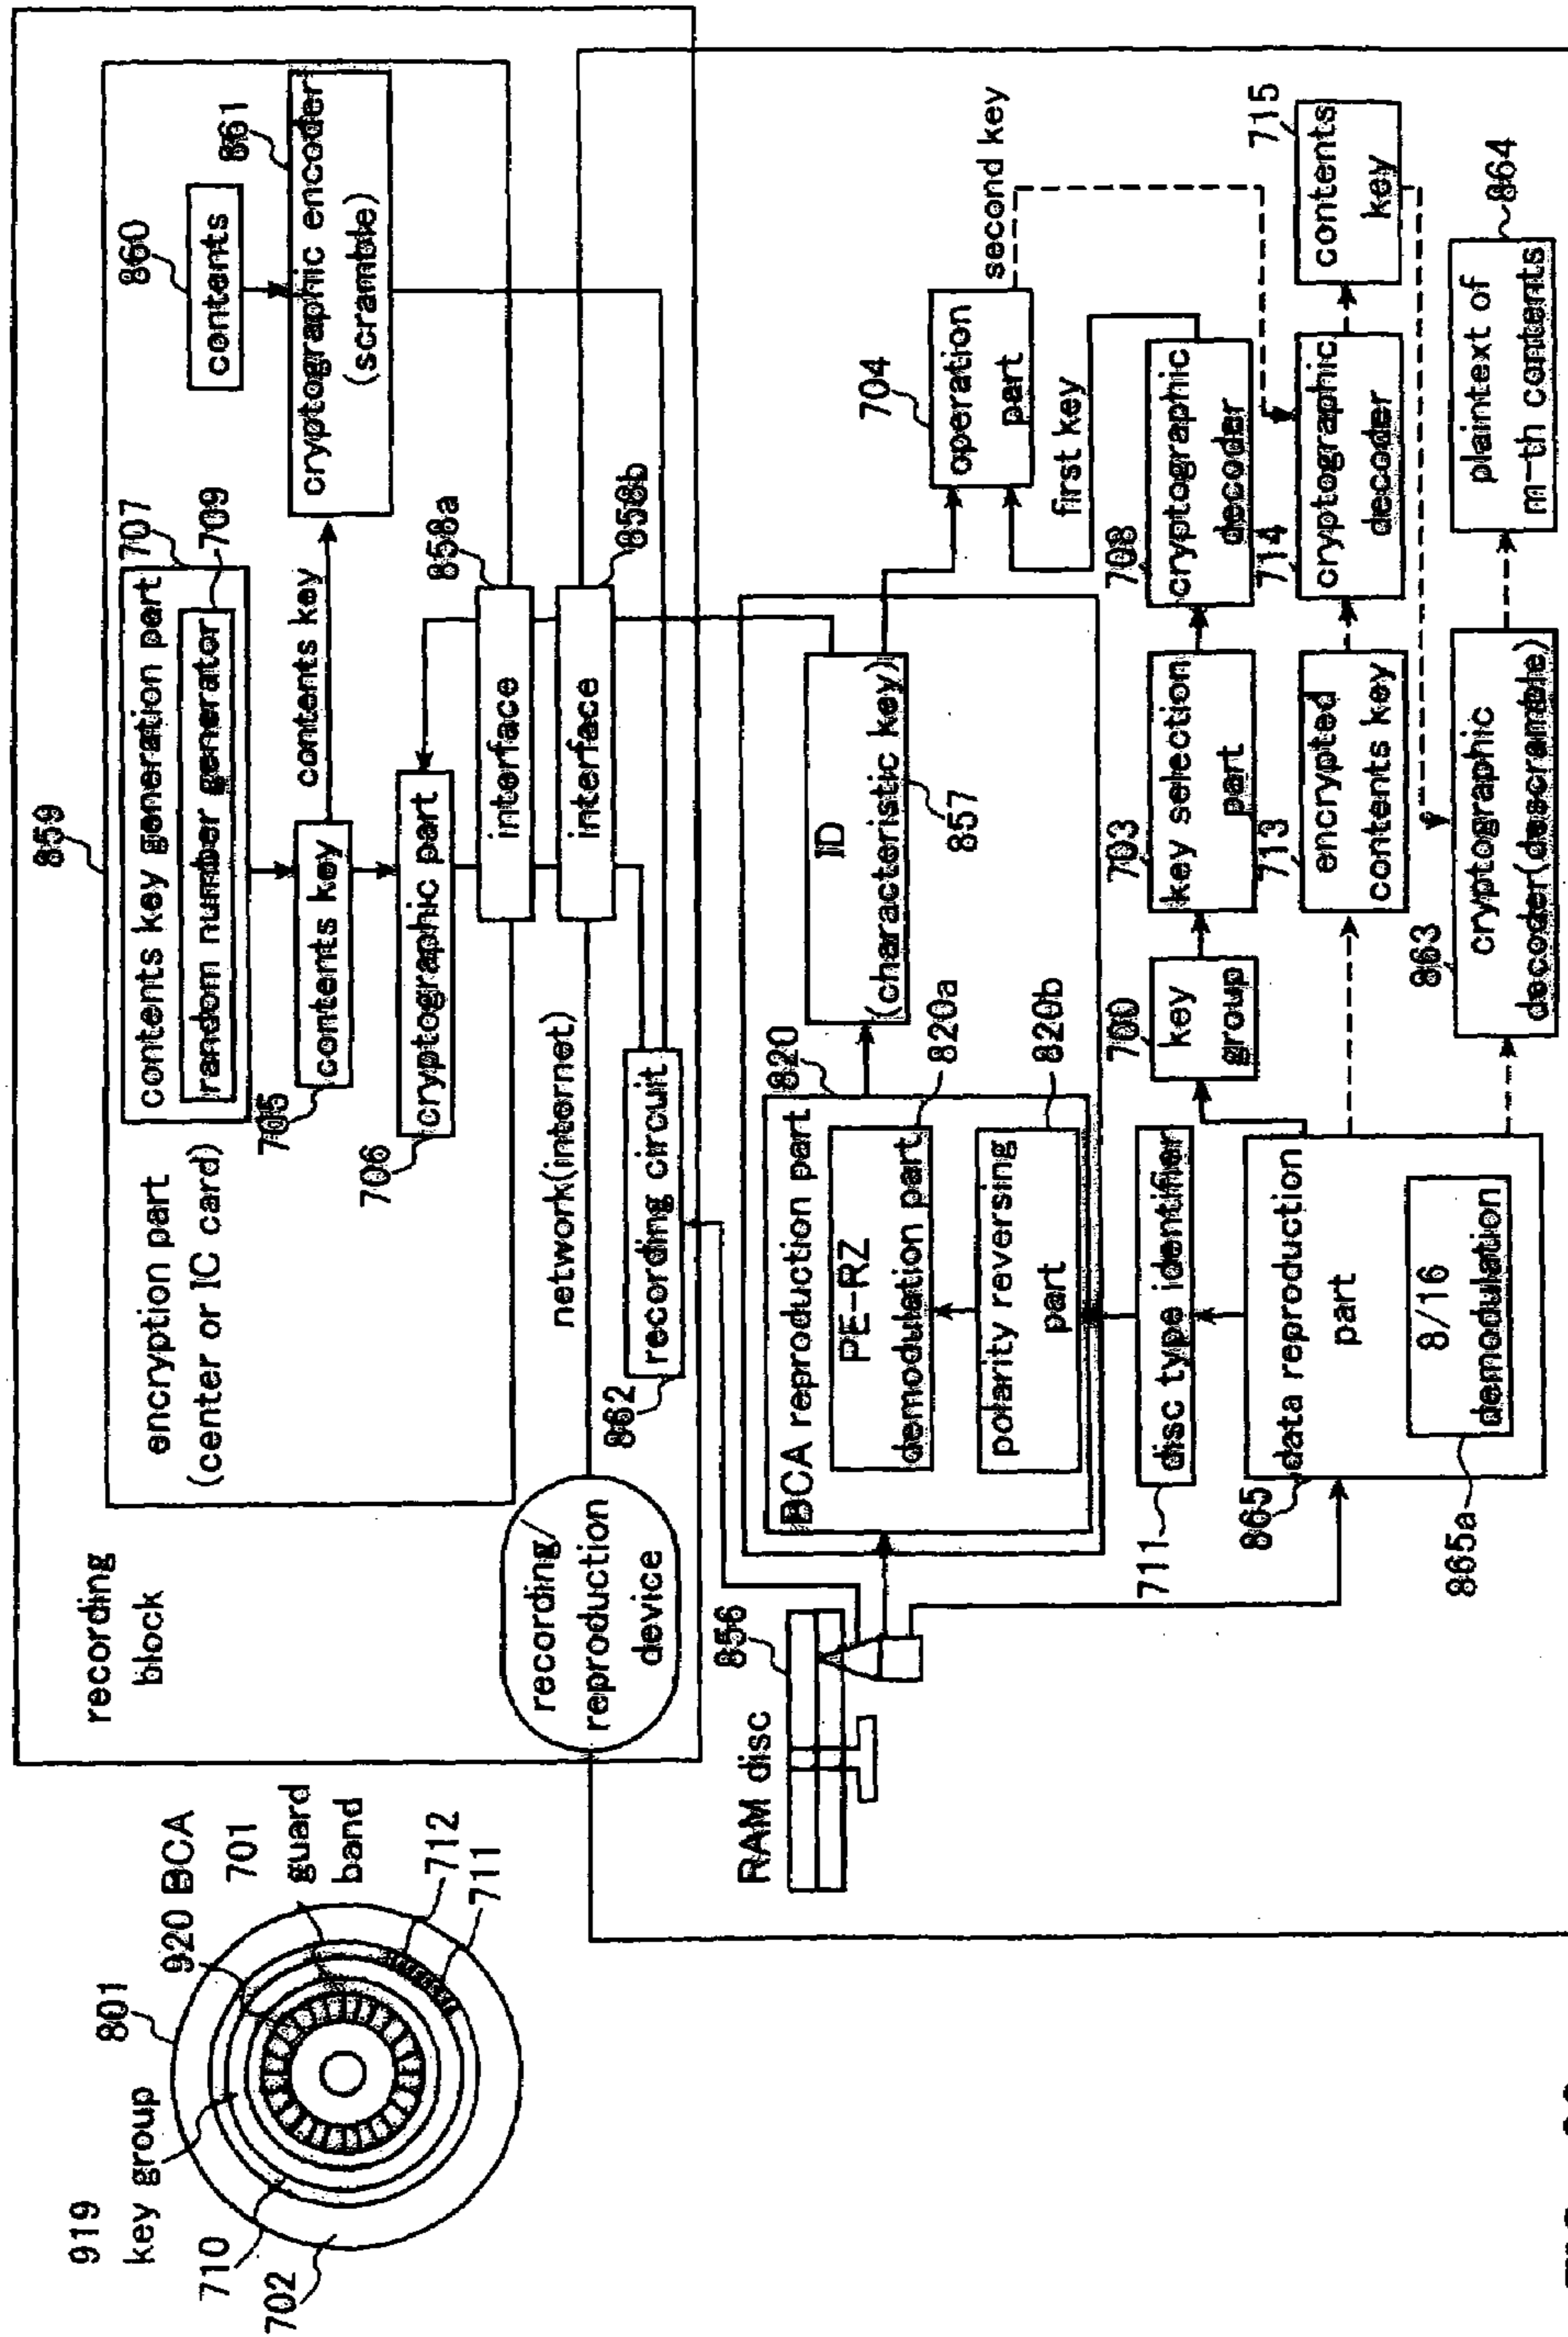 919
key group
801
920 BCA
701
guard
band
712
711
710
702
recording
block
859
encryption part
(center or IC card)
contents key generation part
707
random number generator
709
860
contents
861
cryptographic encoder
(scramble)
contents key
705
contents key
706
cryptographic part
858a
interface
interface
858b
network(internet)
recording
reproduction
device
862
recording circuit
RAM disc
856
820
BCA reproduction part
PE-RZ
demodulation part
820a
polarity reversing
part
820b
ID
(characteristic key)
857
704
operation
part
second key
first key
711
disc type identifier
700
key
group
703
key selection
part
708
cryptographic
decoder
865
data reproduction
part
8/16
demodulation
865a
713
encrypted
contents key
714
cryptographic
decoder
715
contents
key
863
cryptographic
decoder(descramble)
plaintext of
m-th contents
864